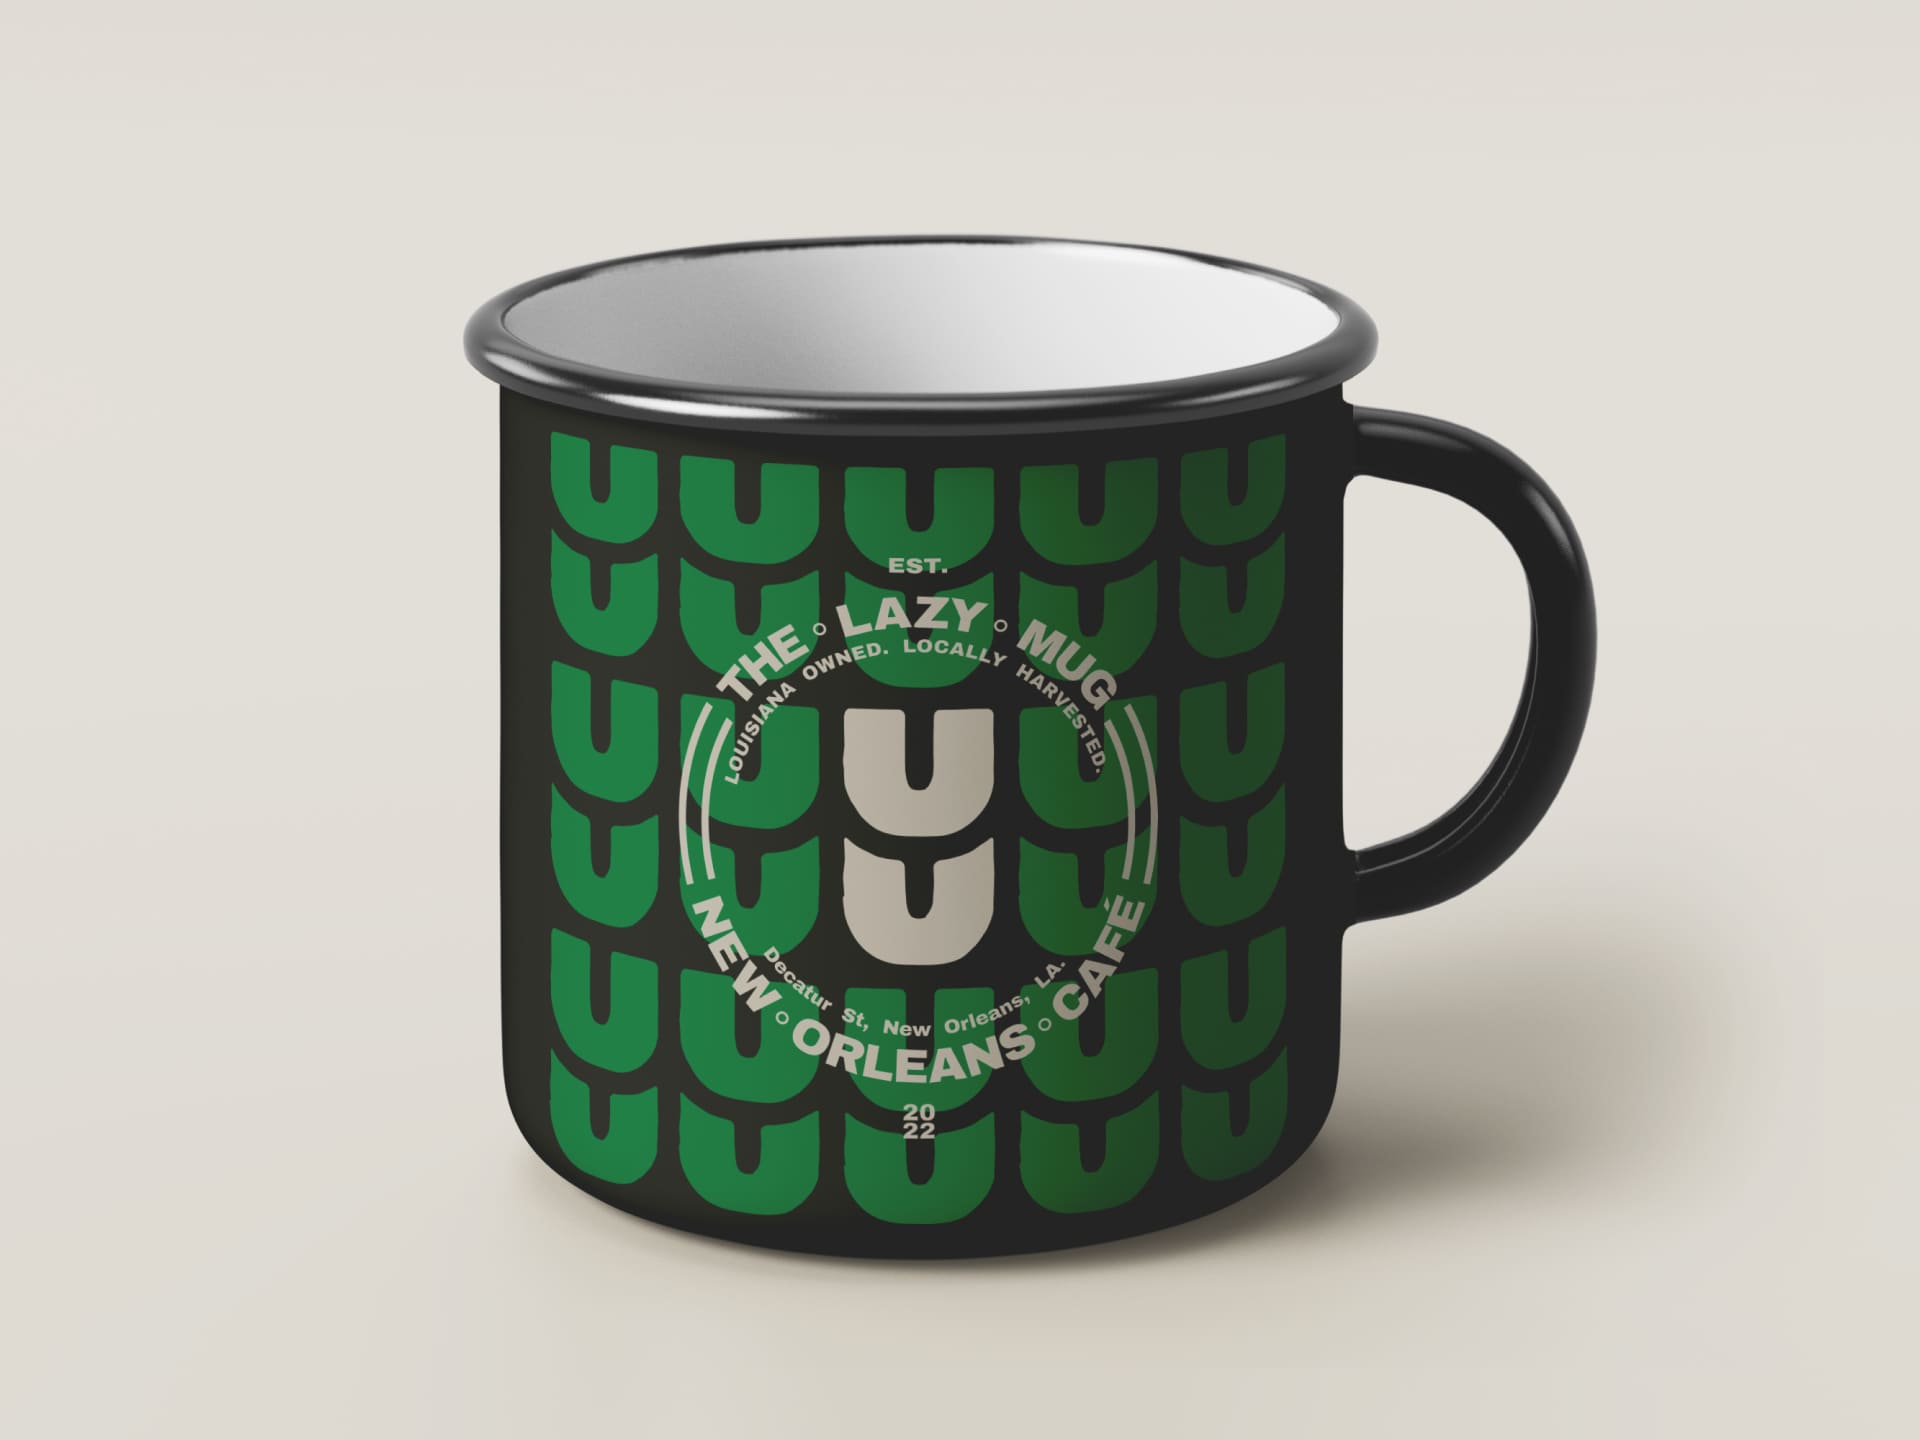 EST.
THE ◦ LAZY ◦ MUG
LOUISIANA OWNED. LOCALLY HARVESTED.
Decatur St, New Orleans, LA.
NEW ◦ ORLEANS ◦ CAFÉ
20
22